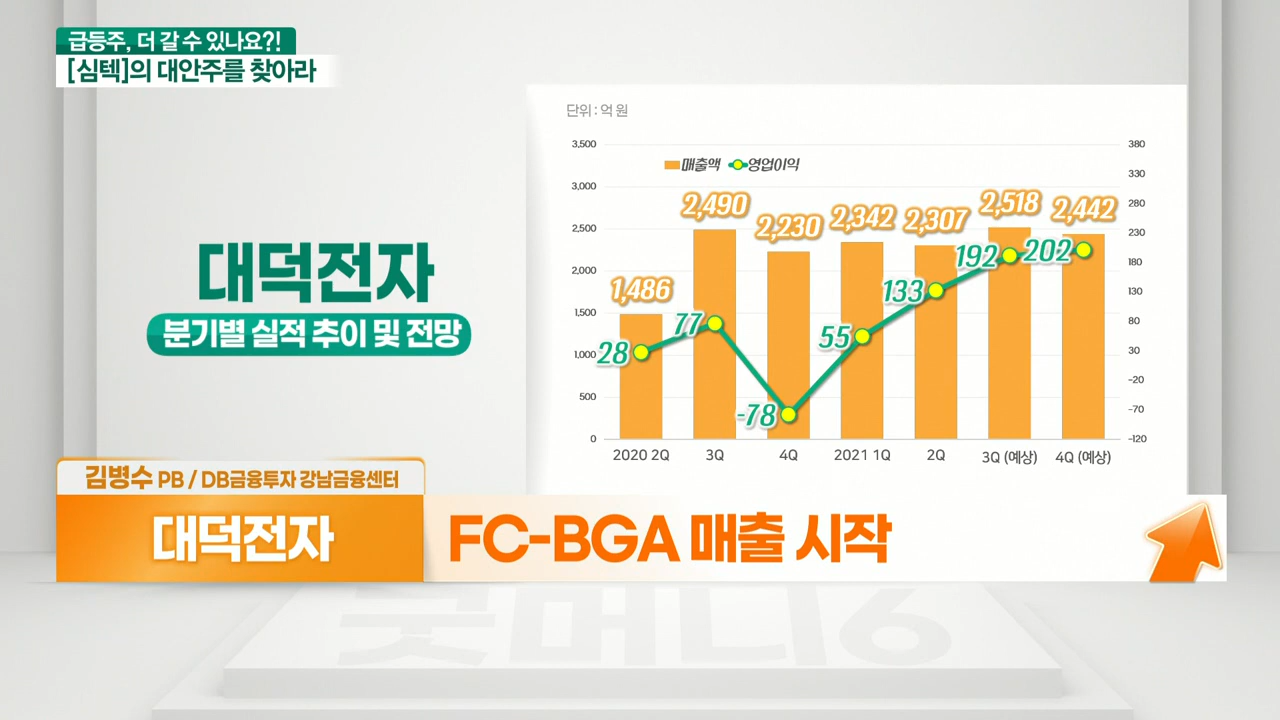 급등주, 더 갈 수 있나요?!
[심텍]의 대안주를 찾아라
단위 : 억 원
대덕전자
분기별 실적 추이 및 전망
매출액 영업이익
3,500
3,000
2,500
2,000
1,500
1,000
500
0
380
330
280
230
180
130
80
30
-20
-70
-120
1,486 2,490 2,230 2,342 2,307 2,518 2,442
28 77 -78 55 133 192 202
2020 2Q 3Q 4Q 2021 1Q 2Q 3Q (예상) 4Q (예상)
김병수 PB / DB금융투자 강남금융센터
대덕전자
FC-BGA 매출 시작
굿머니6